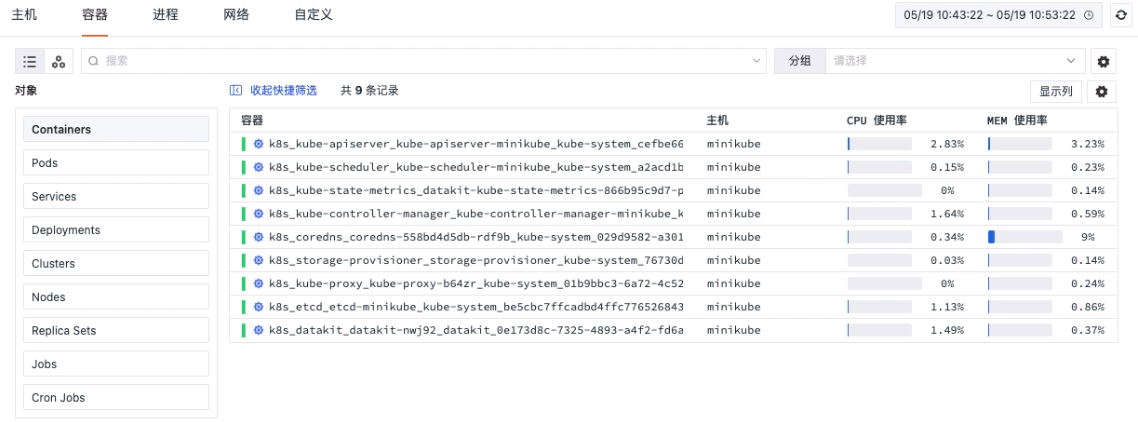 主机 容器 进程 网络 自定义 05/19 10:43:22 ~ 05/19 10:53:22
搜索 分组 请选择
对象 收起快捷筛选 共 9 条记录 显示列
Containers
Pods
Services
Deployments
Clusters
Nodes
Replica Sets
Jobs
Cron Jobs
容器 主机 CPU 使用率 MEM 使用率
k8s_kube-apiserver_kube-apiserver-minikube_kube-system_cefbe66 minikube 2.83% 3.23%
k8s_kube-scheduler_kube-scheduler-minikube_kube-system_a2acd1b minikube 0.15% 0.23%
k8s_kube-state-metrics_datakit-kube-state-metrics-866b95c9d7-p minikube 0% 0.14%
k8s_kube-controller-manager_kube-controller-manager-minikube_k minikube 1.64% 0.59%
k8s_coredns_coredns-558bd4d5db-rdf9b_kube-system_029d9582-a301 minikube 0.34% 9%
k8s_storage-provisioner_storage-provisioner_kube-system_76730d minikube 0.03% 0.14%
k8s_kube-proxy_kube-proxy-b64zr_kube-system_01b9bbc3-6a72-4c52 minikube 0% 0.24%
k8s_etcd_etcd-minikube_kube-system_be5cbc7ffcadbd4ffc776526843 minikube 1.13% 0.86%
k8s_datakit_datakit-nwj92_datakit_0e173d8c-7325-4893-a4f2-fd6a minikube 1.49% 0.37%